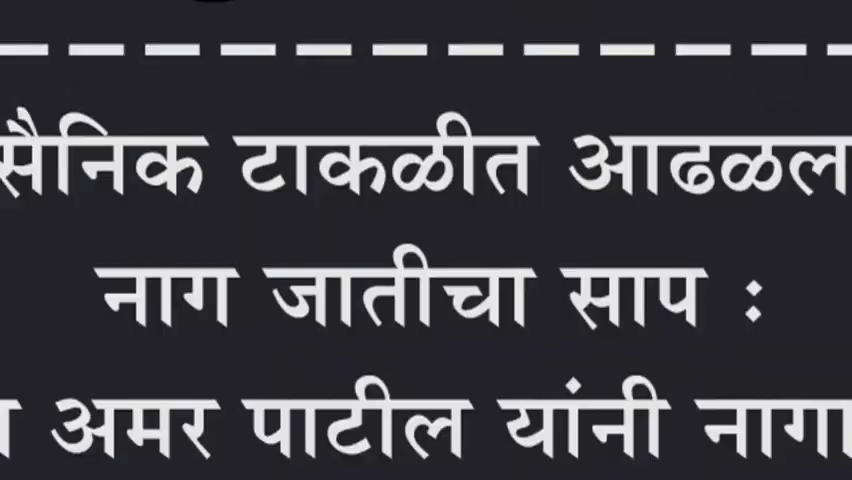 सैनिक टाकळीत आढळल
नाग जातीचा साप :
अमर पाटील यांनी नागा